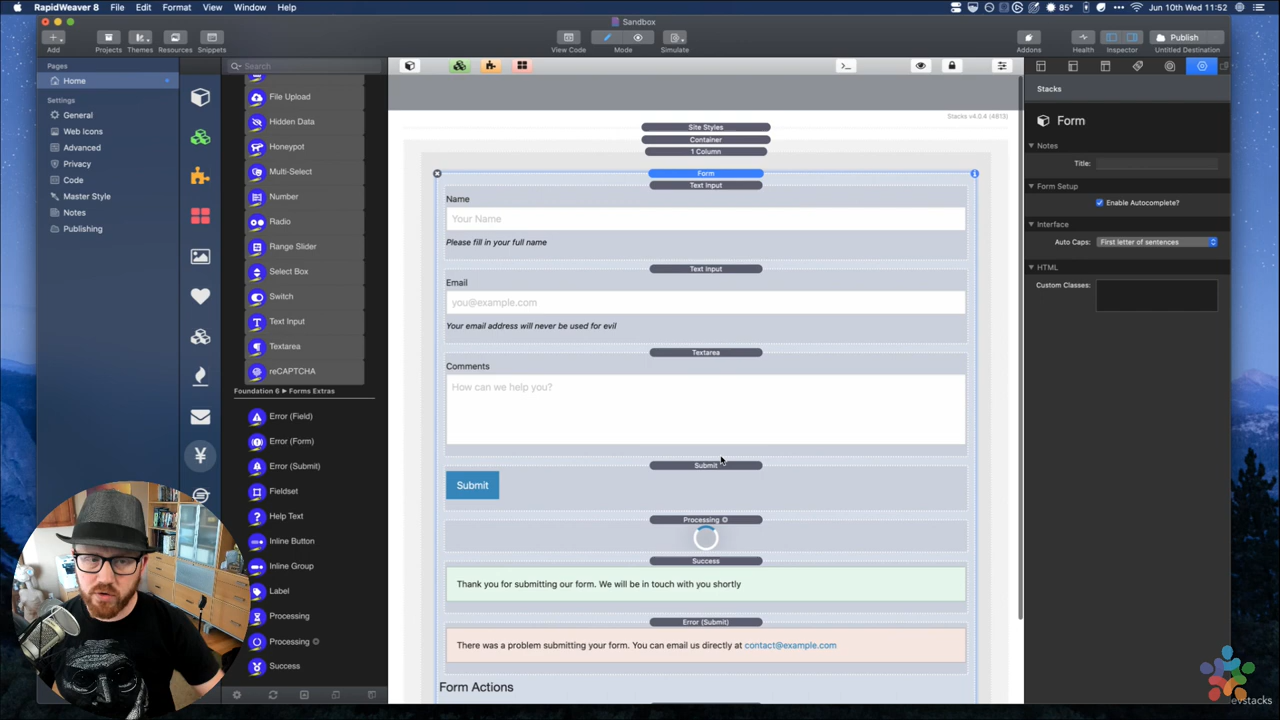 RapidWeaver 8 File Edit Format View Window Help
85° Jun 10th Wed 11:52
Sandbox
Add Projects Themes Resources Snippets View Code Mode Simulate Addons Health Inspector Publish
Untitled Destination
Pages
Home
Settings
General
Web Icons
Advanced
Privacy
Code
Master Style
Notes
Publishing
Search
File Upload
Hidden Data
Honeypot
Multi-Select
Number
Radio
Range Slider
Select Box
Switch
Text Input
Textarea
reCAPTCHA
Foundation 6 ▸ Forms Extras
Error (Field)
Error (Form)
Error (Submit)
Fieldset
Help Text
Inline Button
Inline Group
Label
Processing
Processing
Success
Stacks v4.0.4 (4813)
Site Styles
Container
1 Column
Form
Text Input
Name
Your Name
Please fill in your full name
Text Input
Email
you@example.com
Your email address will never be used for evil
Textarea
Comments
How can we help you?
Submit
Submit
Processing
Success
Thank you for submitting our form. We will be in touch with you shortly
Error (Submit)
There was a problem submitting your form. You can email us directly at contact@example.com
Form Actions
Stacks
Form
Notes
Title:
Form Setup
Enable Autocomplete?
Interface
Auto Caps: First letter of sentences
HTML
Custom Classes:
evstacks